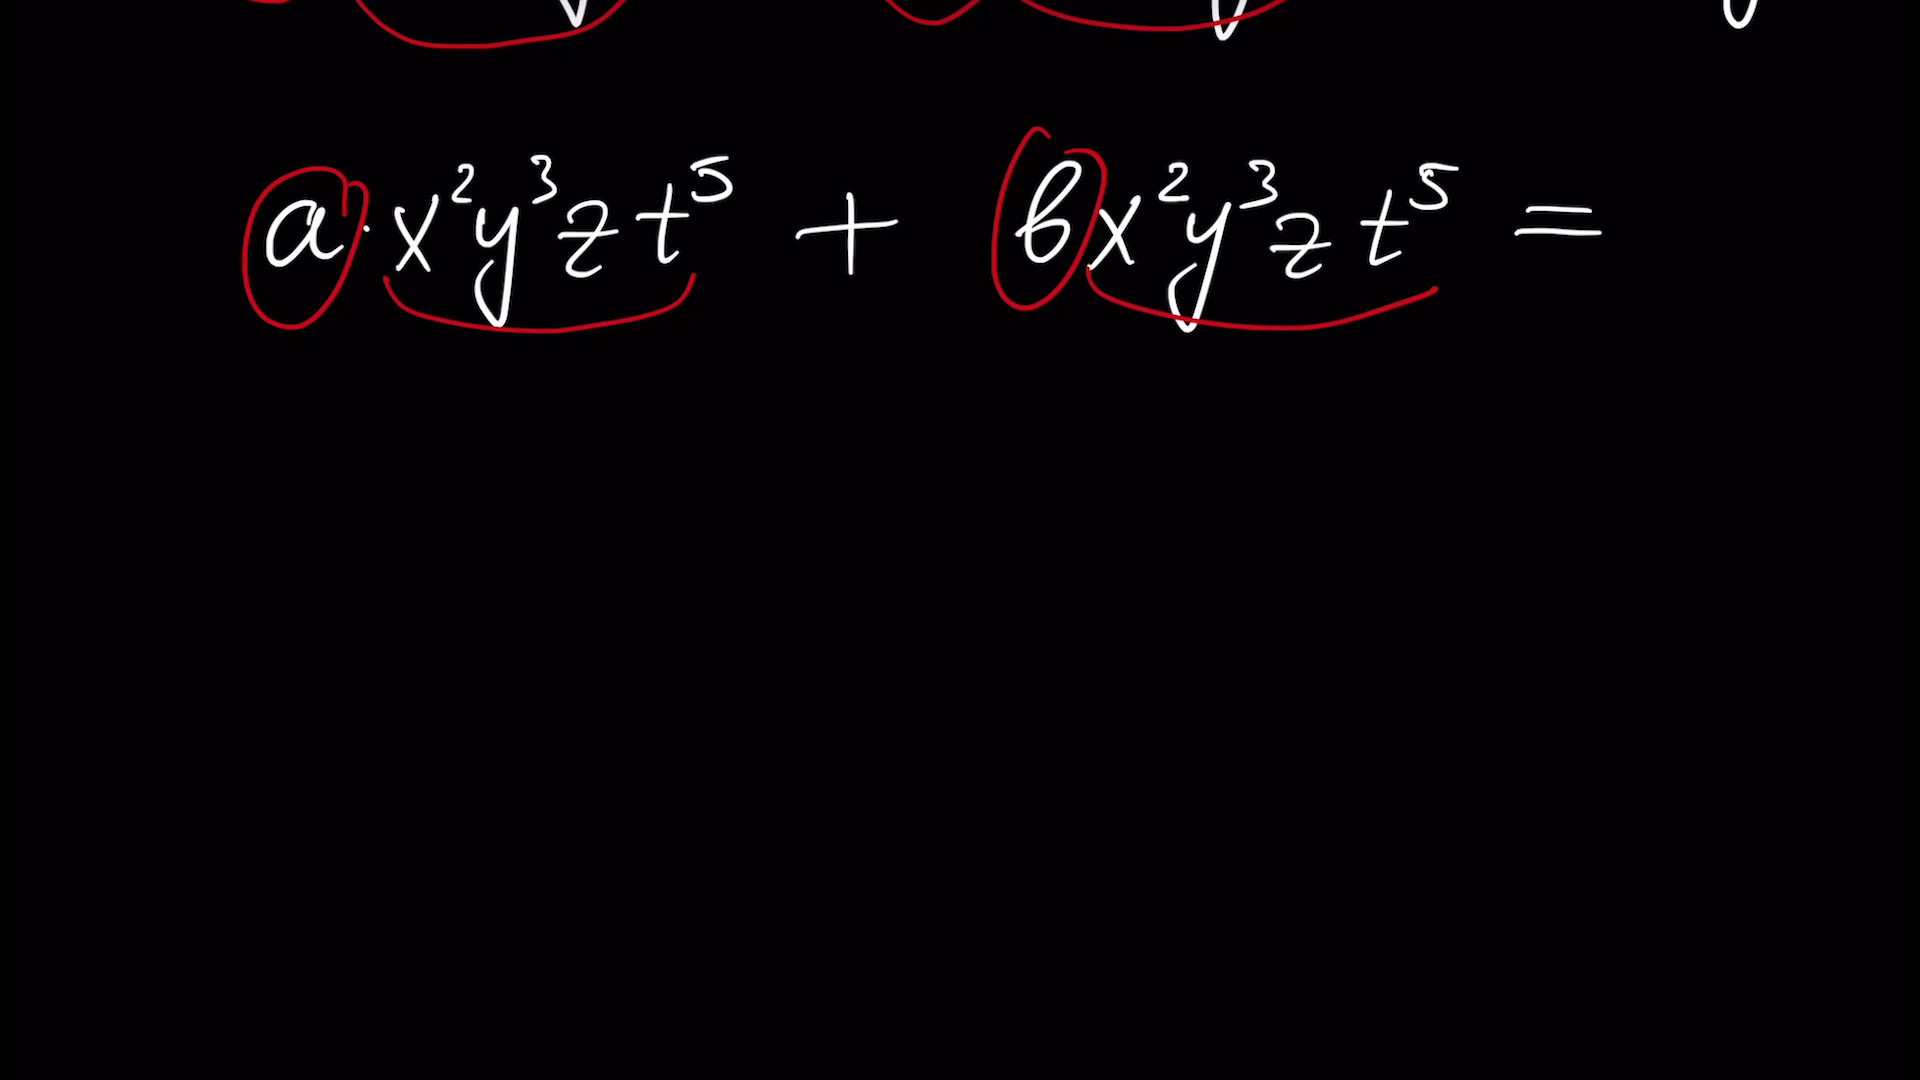 a · x²y³zt⁵ + bx²y³zt⁵ =